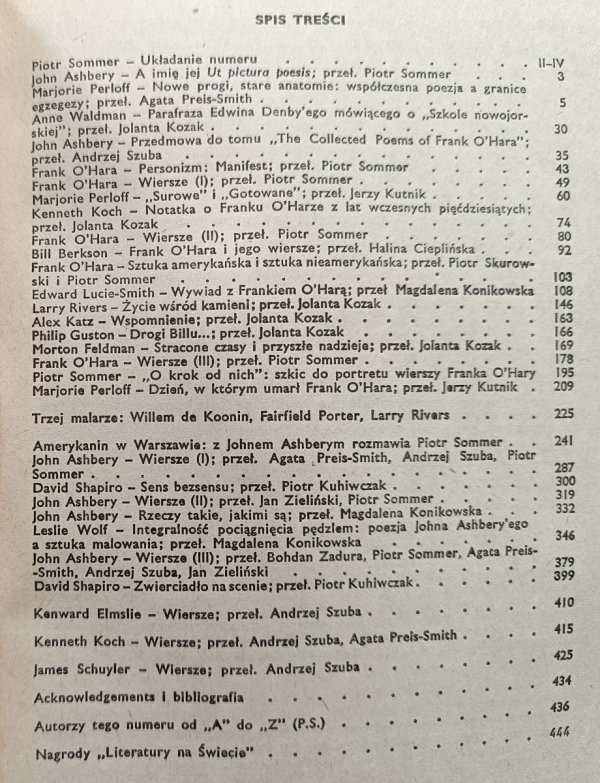 SPIS TREŚCI
Piotr Sommer – Układanie numeru . . . . . . . . . . II–IV
John Ashbery – A imię jej Ut pictura poesis; przeł. Piotr Sommer . . . 3
Marjorie Perloff – Nowe progi, stare anatomie: współczesna poezja a granice
egzegezy; przeł. Agata Preis-Smith . . . . . . . . . 5
Anne Waldman – Parafraza Edwina Denby'ego mówiącego o „Szkole nowojor-
skiej"; przeł. Jolanta Kozak . . . . . . . . . . 30
John Ashbery – Przedmowa do tomu „The Collected Poems of Frank O'Hara";
przeł. Andrzej Szuba . . . . . . . . . . . 35
Frank O'Hara – Personizm: Manifest; przeł. Piotr Sommer . . . . 43
Frank O'Hara – Wiersze (I); przeł. Piotr Sommer . . . . . . 49
Marjorie Perloff – „Surowe" i „Gotowane"; przeł. Jerzy Kutnik . . . 60
Kenneth Koch – Notatka o Franku O'Harze z lat wczesnych pięćdziesiątych;
przeł. Jolanta Kozak . . . . . . . . . . . 74
Frank O'Hara – Wiersze (II); przeł. Piotr Sommer . . . . . . 80
Bill Berkson – Frank O'Hara i jego wiersze; przeł. Halina Cieplińska . . 92
Frank O'Hara – Sztuka amerykańska i sztuka nieamerykańska; przeł. Piotr Skurow-
ski i Piotr Sommer . . . . . . . . . . . 103
Edward Lucie-Smith – Wywiad z Frankiem O'Harą; przeł Magdalena Konikowska 108
Larry Rivers – Życie wśród kamieni; przeł. Jolanta Kozak . . . . 146
Alex Katz – Wspomnienie; przeł. Jolanta Kozak . . . . . . 163
Philip Guston – Drogi Billu...; przeł. Jolanta Kozak . . . . . 166
Morton Feldman – Stracone czasy i przyszłe nadzieje; przeł. Jolanta Kozak . 169
Frank O'Hara – Wiersze (III); przeł. Piotr Sommer . . . . . . 178
Piotr Sommer – „O krok od nich": szkic do portretu wierszy Franka O'Hary 195
Marjorie Perloff – Dzień, w którym umarł Frank O'Hara; przeł. Jerzy Kutnik . 209
Trzej malarze: Willem de Koonin, Fairfield Porter, Larry Rivers . . . . 225
Amerykanin w Warszawie: z Johnem Ashberym rozmawia Piotr Sommer . . 241
John Ashbery – Wiersze (I); przeł. Agata Preis-Smith, Andrzej Szuba, Piotr
Sommer . . . . . . . . . . . . . . 287
David Shapiro – Sens bezsensu; przeł. Piotr Kuhiwczak . . . . . 300
John Ashbery – Wiersze (II); przeł. Jan Zieliński, Piotr Sommer . . . . 319
John Ashbery – Rzeczy takie, jakimi są; przeł. Magdalena Konikowska . . 332
Leslie Wolf – Integralność pociągnięcia pędzlem: poezja Johna Ashbery'ego
a sztuka malowania; przeł. Magdalena Konikowska . . . . . . 346
John Ashbery – Wiersze (III); przeł. Bohdan Zadura, Piotr Sommer, Agata Preis-
-Smith, Andrzej Szuba, Jan Zieliński . . . . . . . . . 379
David Shapiro – Zwierciadło na scenie; przeł. Piotr Kuhiwczak . . . . 399
Kenward Elmslie – Wiersze; przeł. Andrzej Szuba . . . . . . 410
Kenneth Koch – Wiersze; przeł. Andrzej Szuba, Agata Preis-Smith . . . 415
James Schuyler – Wiersze; przeł. Andrzej Szuba . . . . . . 425
Acknowledgements i bibliografia . . . . . . . . . 434
Autorzy tego numeru od „A" do „Z" (P.S.) . . . . . . . 436
Nagrody „Literatury na Świecie" . . . . . . . . . 444